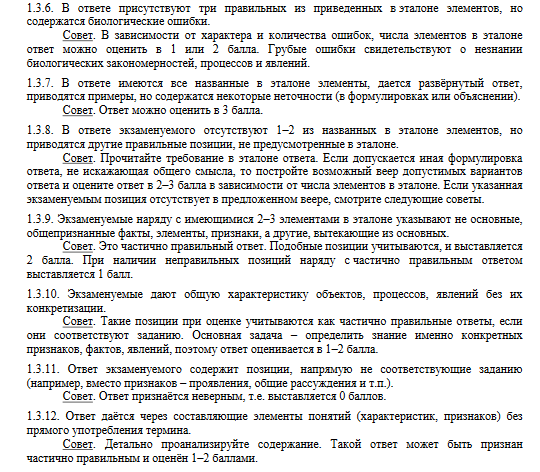 1.3.6. В ответе присутствуют три правильных из приведенных в эталоне элементов, но
содержатся биологические ошибки.
Совет. В зависимости от характера и количества ошибок, числа элементов в эталоне
ответ можно оценить в 1 или 2 балла. Грубые ошибки свидетельствуют о незнании
биологических закономерностей, процессов и явлений.
1.3.7. В ответе имеются все названные в эталоне элементы, дается развёрнутый ответ,
приводятся примеры, но содержатся некоторые неточности (в формулировках или объяснении).
Совет. Ответ можно оценить в 3 балла.
1.3.8. В ответе экзаменуемого отсутствуют 1–2 из названных в эталоне элементов, но
приводятся другие правильные позиции, не предусмотренные в эталоне.
Совет. Прочитайте требование в эталоне ответа. Если допускается иная формулировка
ответа, не искажающая общего смысла, то постройте возможный веер допустимых вариантов
ответа и оцените ответ в 2–3 балла в зависимости от числа элементов в эталоне. Если указанная
экзаменуемым позиция отсутствует в предложенном веере, смотрите следующие советы.
1.3.9. Экзаменуемые наряду с имеющимися 2–3 элементами в эталоне указывают не основные,
общепризнанные факты, элементы, признаки, а другие, вытекающие из основных.
Совет. Это частично правильный ответ. Подобные позиции учитываются, и выставляется
2 балла. При наличии неправильных позиций наряду с частично правильным ответом
выставляется 1 балл.
1.3.10. Экзаменуемые дают общую характеристику объектов, процессов, явлений без их
конкретизации.
Совет. Такие позиции при оценке учитываются как частично правильные ответы, если
они соответствуют заданию. Основная задача – определить знание именно конкретных
признаков, фактов, явлений, поэтому ответ оценивается в 1–2 балла.
1.3.11. Ответ экзаменуемого содержит позиции, напрямую не соответствующие заданию
(например, вместо признаков – проявления, общие рассуждения и т.п.).
Совет. Ответ признаётся неверным, т.е. выставляется 0 баллов.
1.3.12. Ответ даётся через составляющие элементы понятий (характеристик, признаков) без
прямого употребления термина.
Совет. Детально проанализируйте содержание. Такой ответ может быть признан
частично правильным и оценён 1–2 баллами.